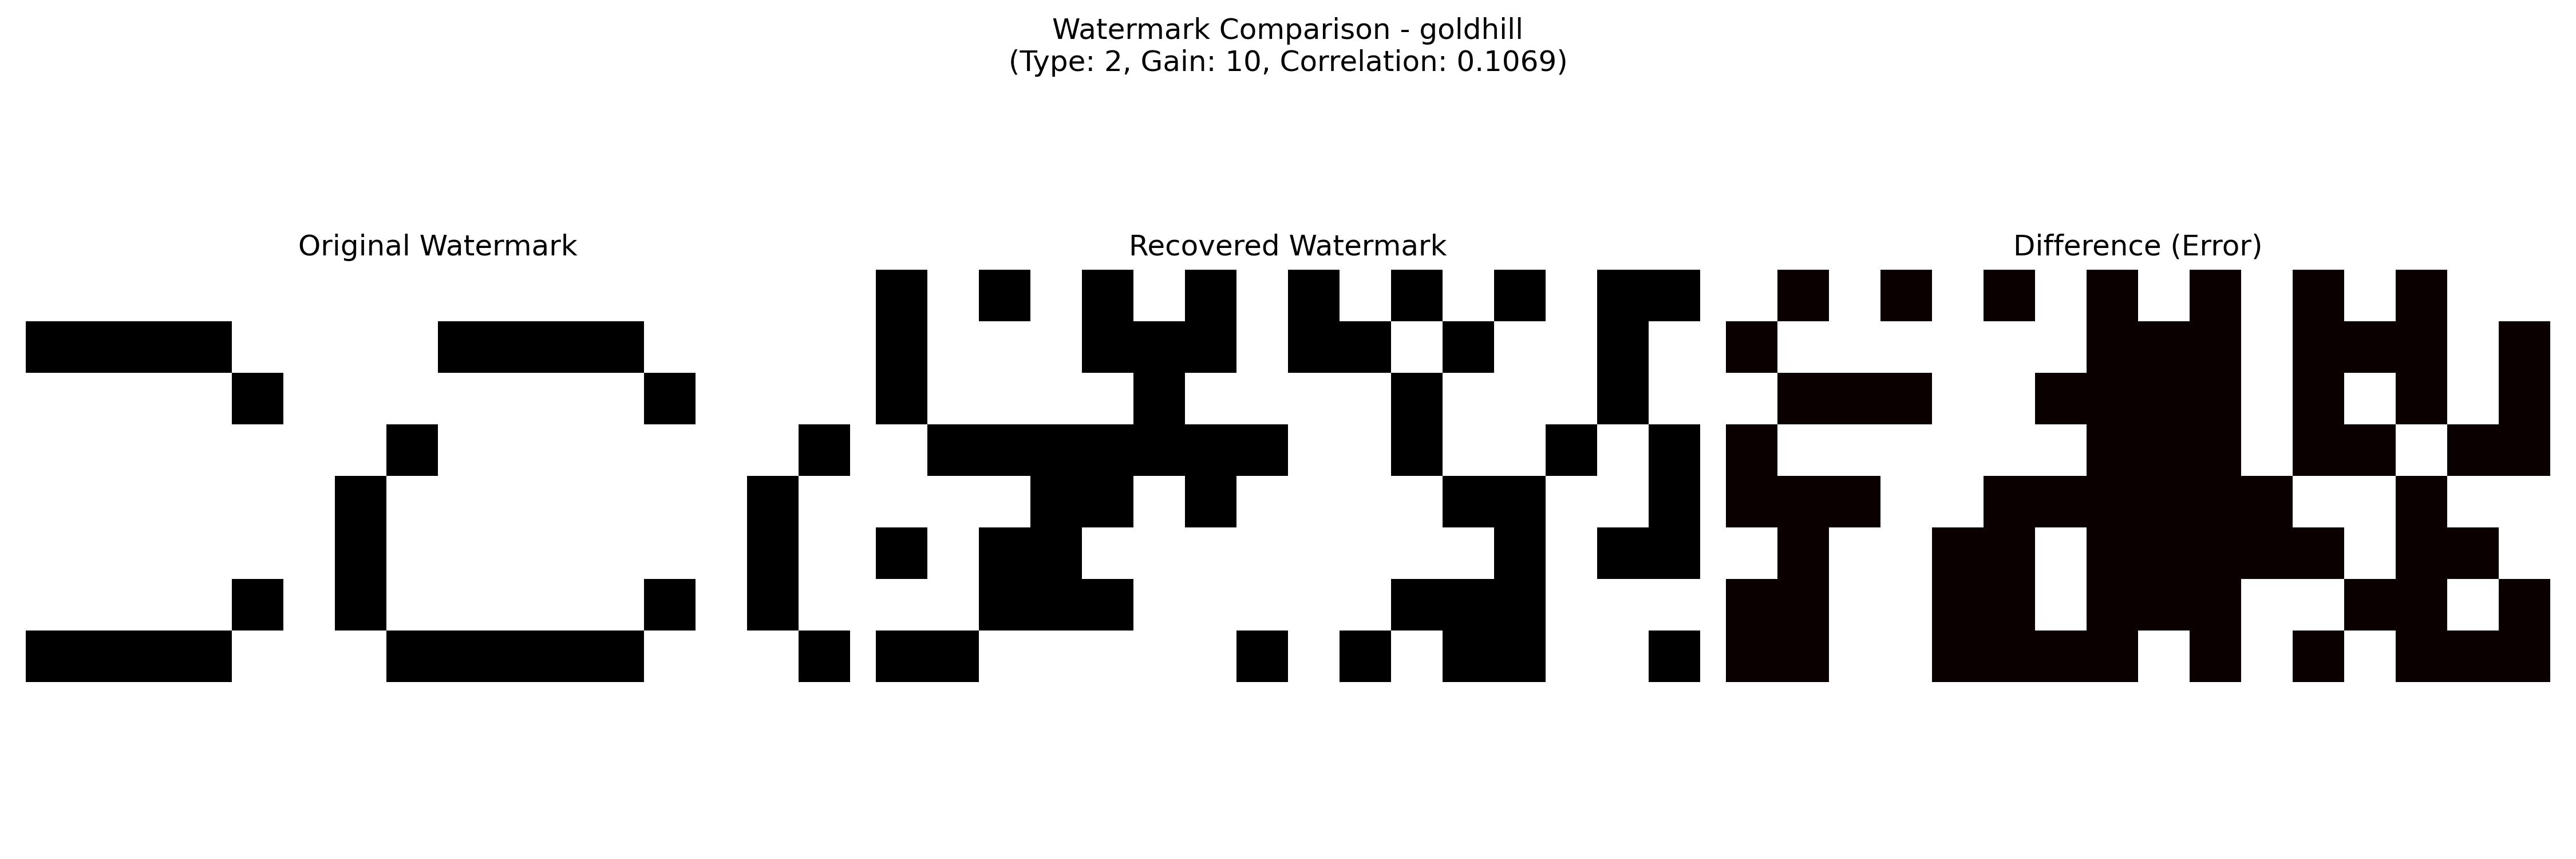 Watermark Comparison - goldhill
(Type: 2, Gain: 10, Correlation: 0.1069)
Original Watermark
Recovered Watermark
Difference (Error)